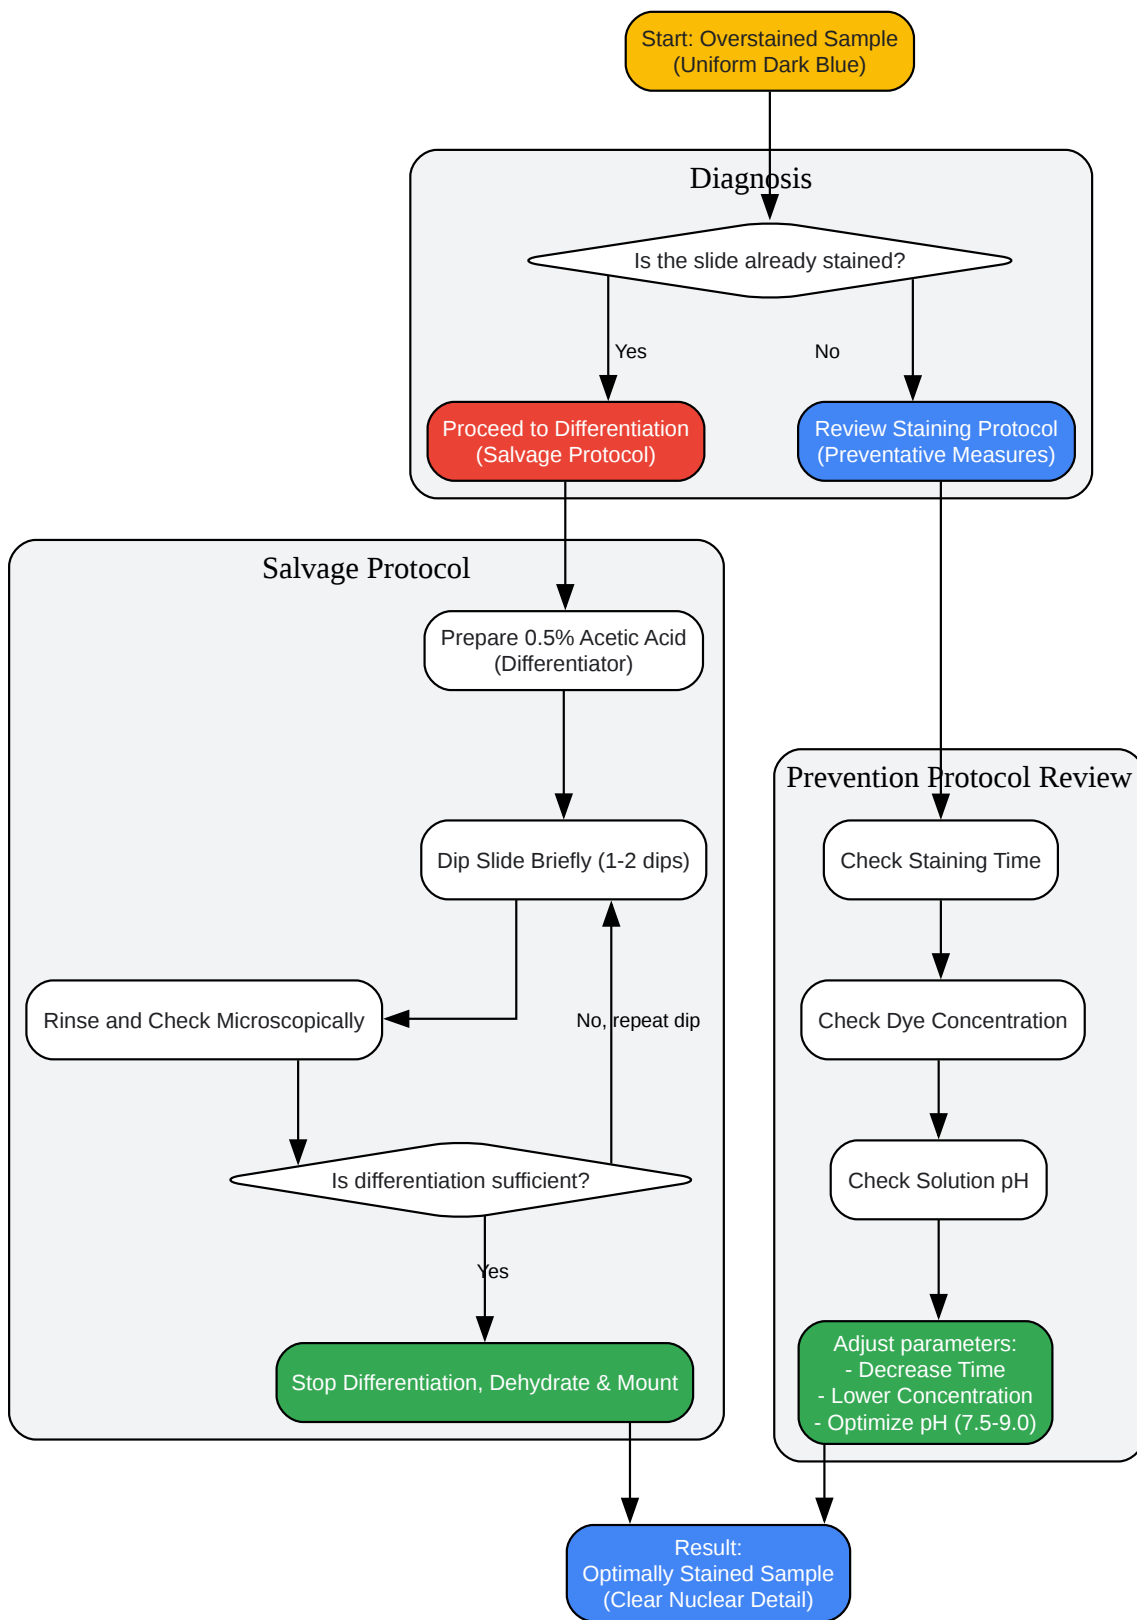 Start: Overstained Sample
(Uniform Dark Blue)
Diagnosis
Is the slide already stained?
Yes
No
Proceed to Differentiation
(Salvage Protocol)
Review Staining Protocol
(Preventative Measures)
Salvage Protocol
Prepare 0.5% Acetic Acid
(Differentiator)
Dip Slide Briefly (1-2 dips)
Rinse and Check Microscopically
No, repeat dip
Is differentiation sufficient?
Yes
Stop Differentiation, Dehydrate & Mount
Prevention Protocol Review
Check Staining Time
Check Dye Concentration
Check Solution pH
Adjust parameters:
- Decrease Time
- Lower Concentration
- Optimize pH (7.5-9.0)
Result:
Optimally Stained Sample
(Clear Nuclear Detail)